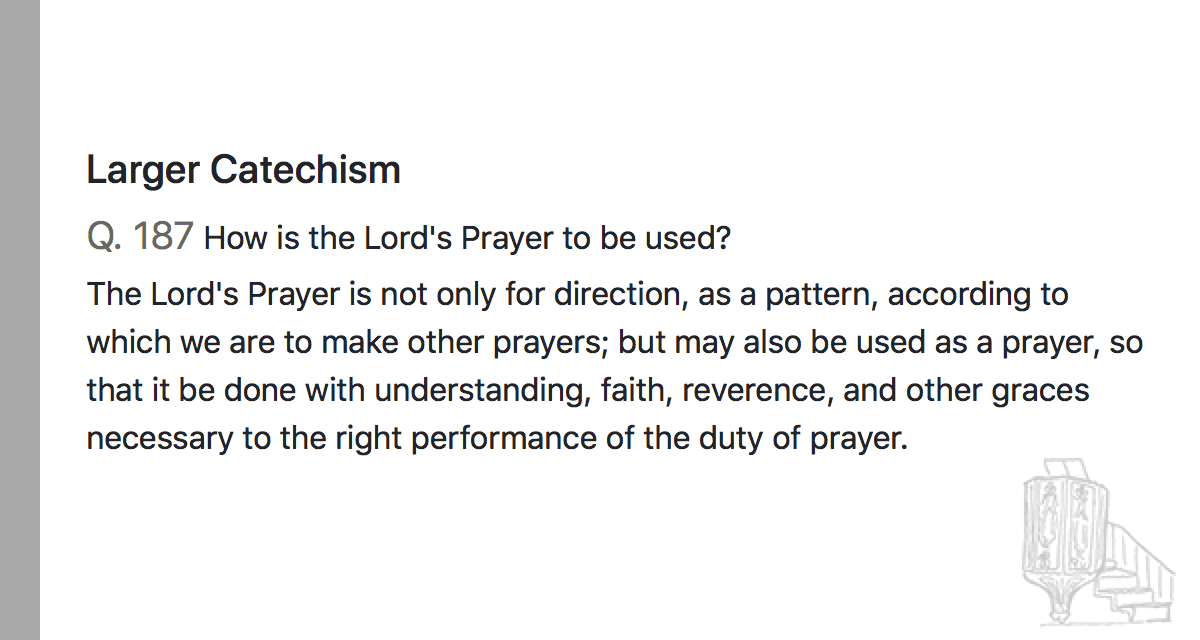 Larger Catechism
Q. 187 How is the Lord's Prayer to be used?
The Lord's Prayer is not only for direction, as a pattern, according to
which we are to make other prayers; but may also be used as a prayer, so
that it be done with understanding, faith, reverence, and other graces
necessary to the right performance of the duty of prayer.